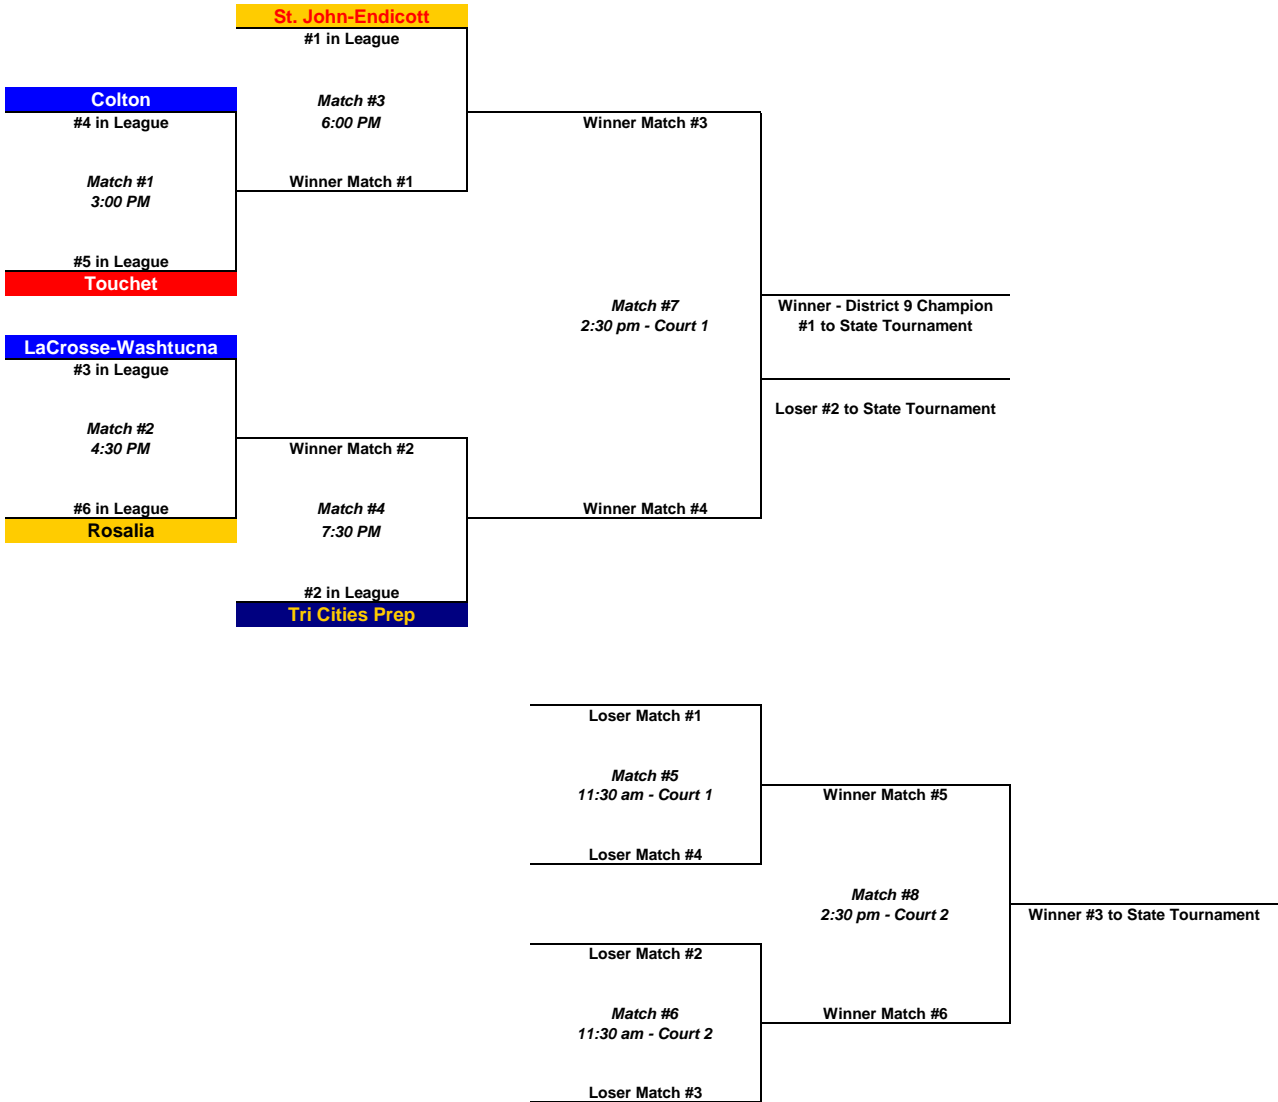 St. John-Endicott
#1 in League
Colton
#4 in League
Match #3
6:00 PM
Winner Match #3
Match #1
3:00 PM
Winner Match #1
#5 in League
Touchet
Match #7
2:30 pm - Court 1
Winner - District 9 Champion
#1 to State Tournament
LaCrosse-Washtucna
#3 in League
Loser #2 to State Tournament
Match #2
4:30 PM
Winner Match #2
#6 in League
Rosalia
Match #4
7:30 PM
Winner Match #4
#2 in League
Tri Cities Prep
Loser Match #1
Match #5
11:30 am - Court 1
Winner Match #5
Loser Match #4
Match #8
2:30 pm - Court 2
Winner #3 to State Tournament
Loser Match #2
Match #6
11:30 am - Court 2
Winner Match #6
Loser Match #3